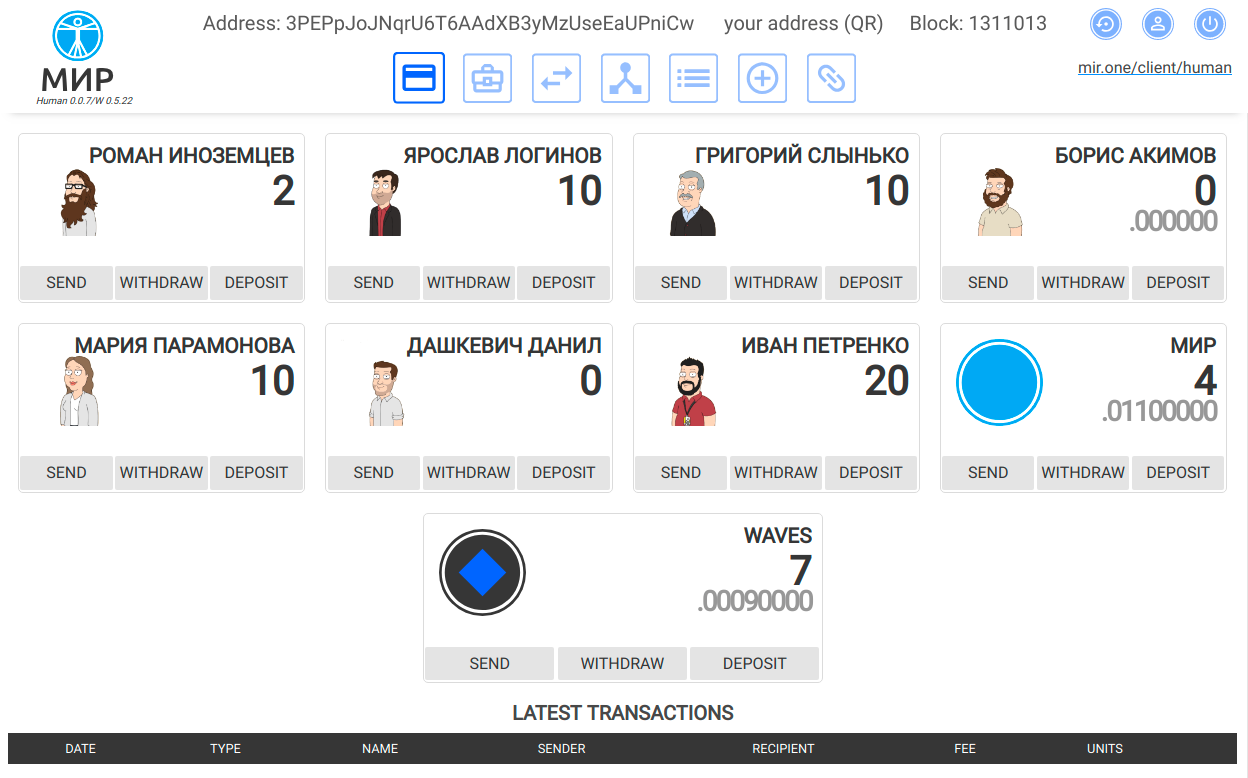 Address: 3PEPpJoJNqrU6T6AAdXB3yMzUseEaUPniCw your address (QR) Block: 1311013
МИР
Human 0.0.7/W 0.5.22
mir.one/client/human
РОМАН ИНОЗЕМЦЕВ
2
SEND WITHDRAW DEPOSIT
ЯРОСЛАВ ЛОГИНОВ
10
SEND WITHDRAW DEPOSIT
ГРИГОРИЙ СЛЫНЬКО
10
SEND WITHDRAW DEPOSIT
БОРИС АКИМОВ
0
.000000
SEND WITHDRAW DEPOSIT
МАРИЯ ПАРАМОНОВА
10
SEND WITHDRAW DEPOSIT
ДАШКЕВИЧ ДАНИЛ
0
SEND WITHDRAW DEPOSIT
ИВАН ПЕТРЕНКО
20
SEND WITHDRAW DEPOSIT
МИР
4
.01100000
SEND WITHDRAW DEPOSIT
WAVES
7
.00090000
SEND WITHDRAW DEPOSIT
LATEST TRANSACTIONS
DATE TYPE NAME SENDER RECIPIENT FEE UNITS